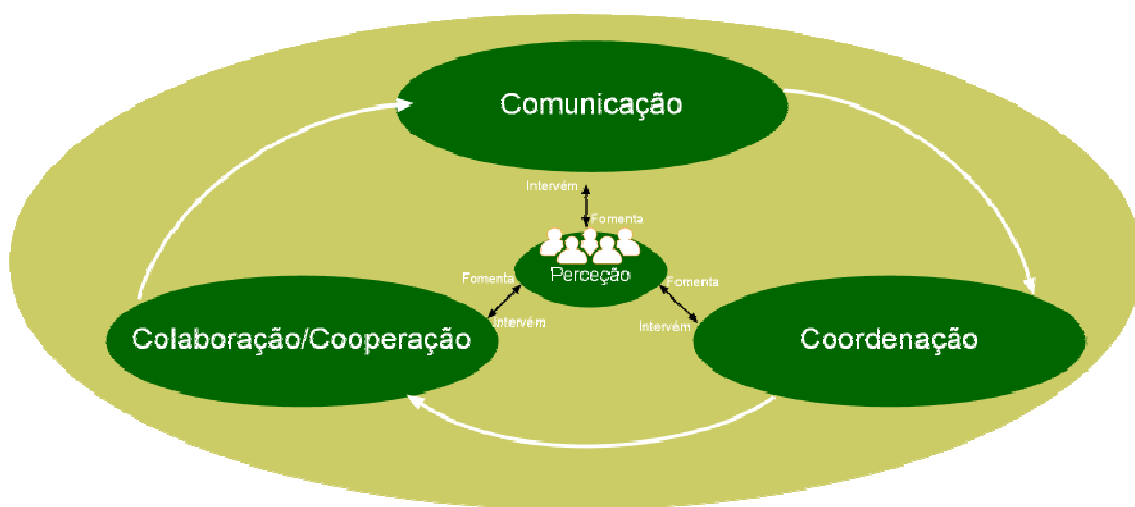 Comunicação
Intervém
Fomenta
Perceção
Fomenta
Fomenta
Intervém
Intervém
Colaboração/Cooperação
Coordenação